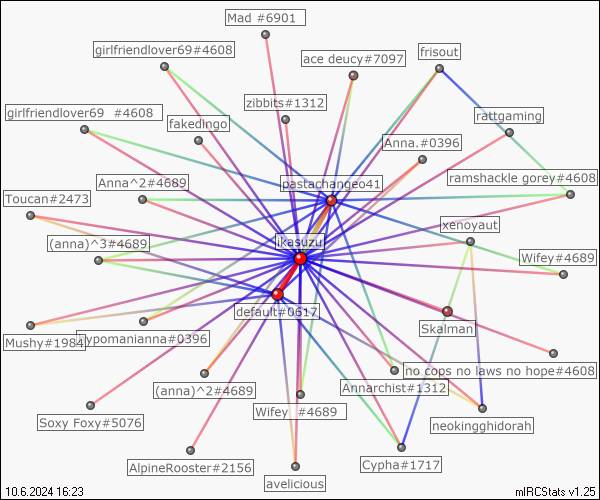 Mad #6901
girlfriendlover69#4608
ace deucy#7097
frisout
zibbits#1312
girlfriendlover69 #4608
fakedingo
rattgaming
Anna.#0396
Anna^2#4689
pastachange041
ramshackle gorey#4608
Toucan#2473
xenoyaut
(anna)^3#4689
ikasuzu
Wifey#4689
default#0617
Skalman
Mushy#1984
hypomanianna#0396
no cops no laws no hope#4608
(anna)^2#4689
Annarchist#1312
Wifey #4689
Soxy Foxy#5076
neokingghidorah
AlpineRooster#2156
Cypha#1717
avelicious
10.6.2024 16:23
mIRCStats v1.25